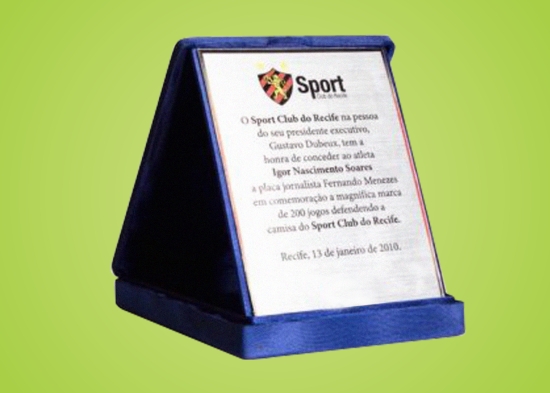 Sport
Club do Recife
O Sport Club do Recife na pessoa
do seu presidente executivo,
Gustavo Dubeux, tem a
honra de conceder ao atleta
Igor Nascimento Soares
a placa jornalista Fernando Menezes
em comemoração a magnífica marca
de 200 jogos defendendo a
camisa do Sport Club do Recife.
Recife, 13 de janeiro de 2010.